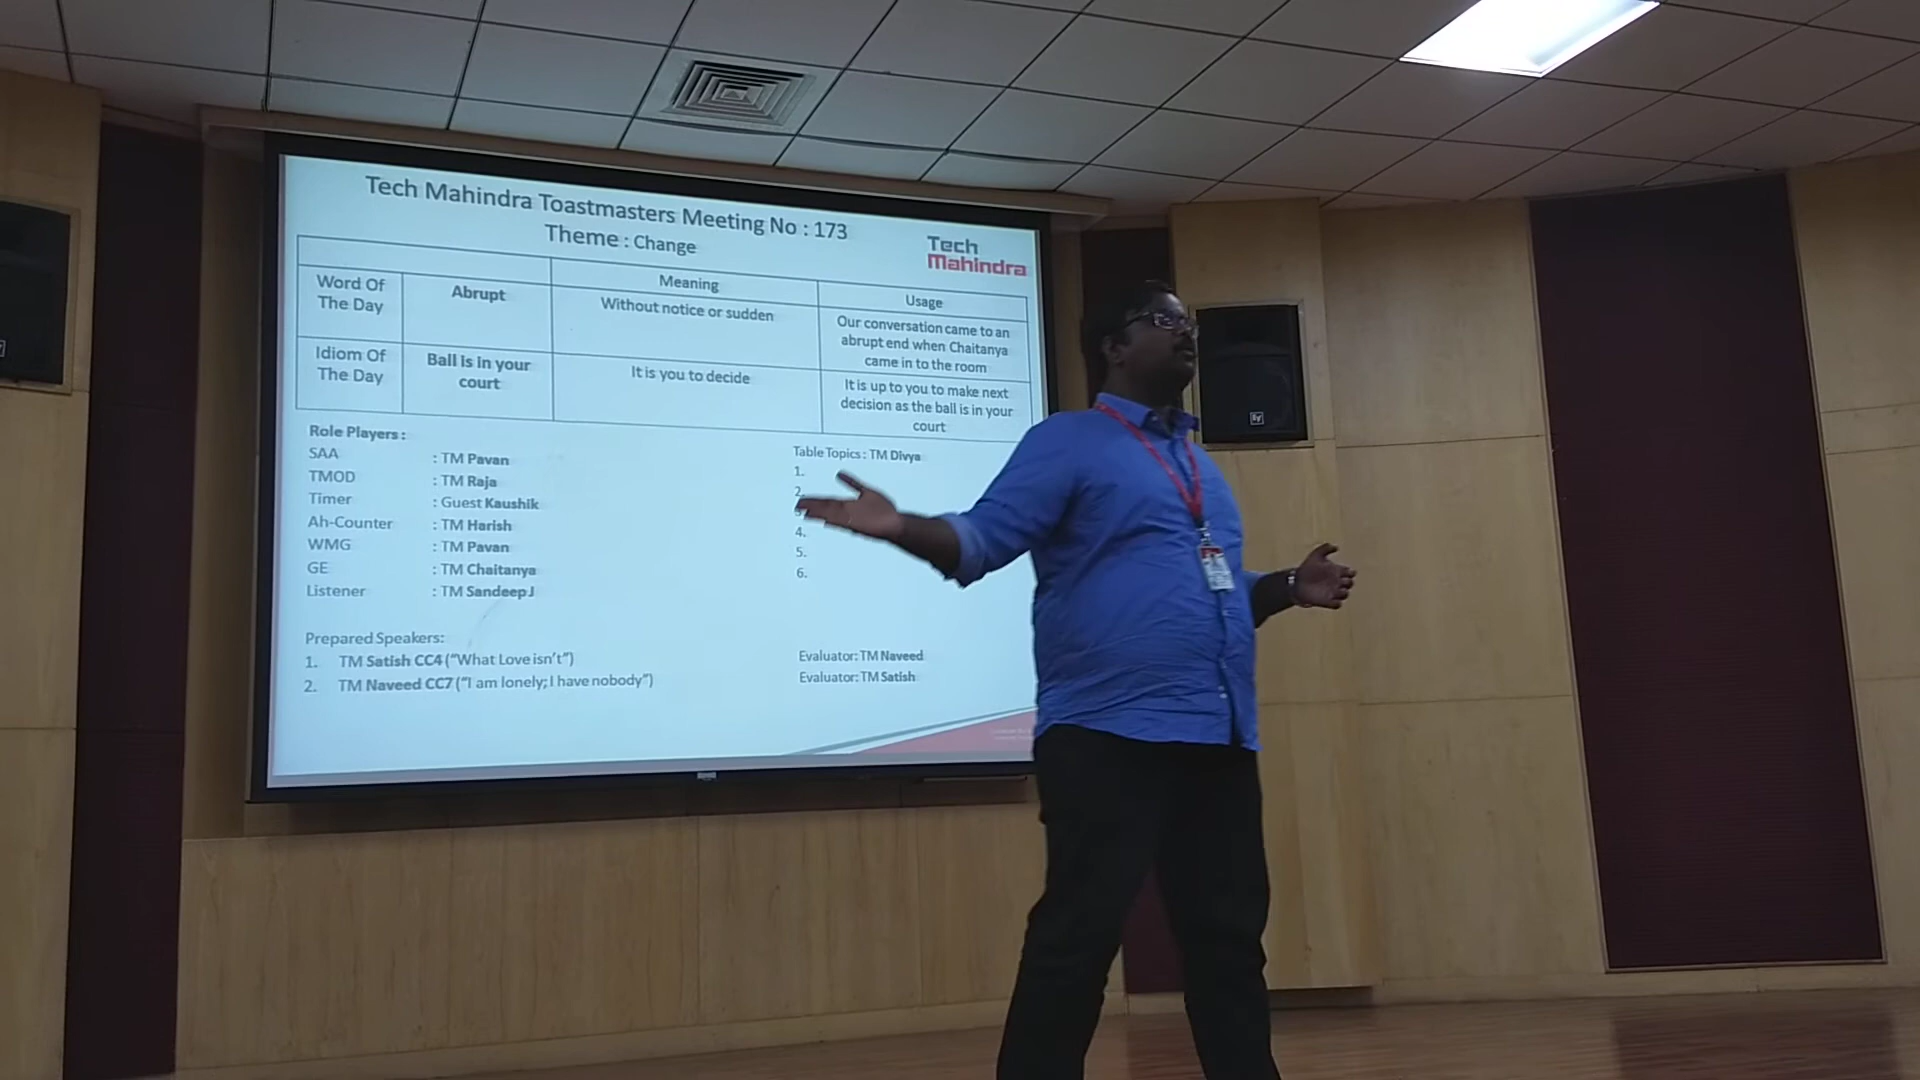 Tech Mahindra Toastmasters Meeting No : 173
Theme : Change
Tech
Mahindra
Meaning
Usage
Word Of
The Day
Abrupt
Without notice or sudden
Our conversation came to an
abrupt end when Chaitanya
came in to the room
Idiom Of
The Day
Ball is in your
court
It is you to decide
It is up to you to make next
decision as the ball is in your
court
Role Players :
SAA : TM Pavan
TMOD : TM Raja
Timer : Guest Kaushik
Ah-Counter : TM Harish
WMG : TM Pavan
GE : TM Chaitanya
Listener : TM Sandeep J
Table Topics : TM Divya
1.
2.
3.
4.
5.
6.
Prepared Speakers:
1. TM Satish CC4 ("What Love isn't") Evaluator: TM Naveed
2. TM Naveed CC7 ("I am lonely; I have nobody") Evaluator: TM Satish
EV